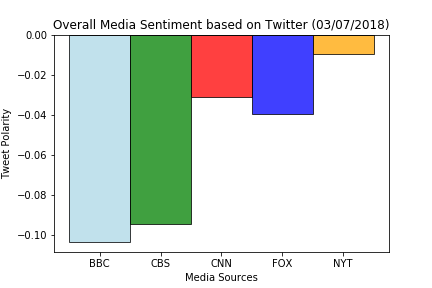 Overall Media Sentiment based on Twitter (03/07/2018)
Tweet Polarity
0.00
−0.02
−0.04
−0.06
−0.08
−0.10
BBC CBS CNN FOX NYT
Media Sources